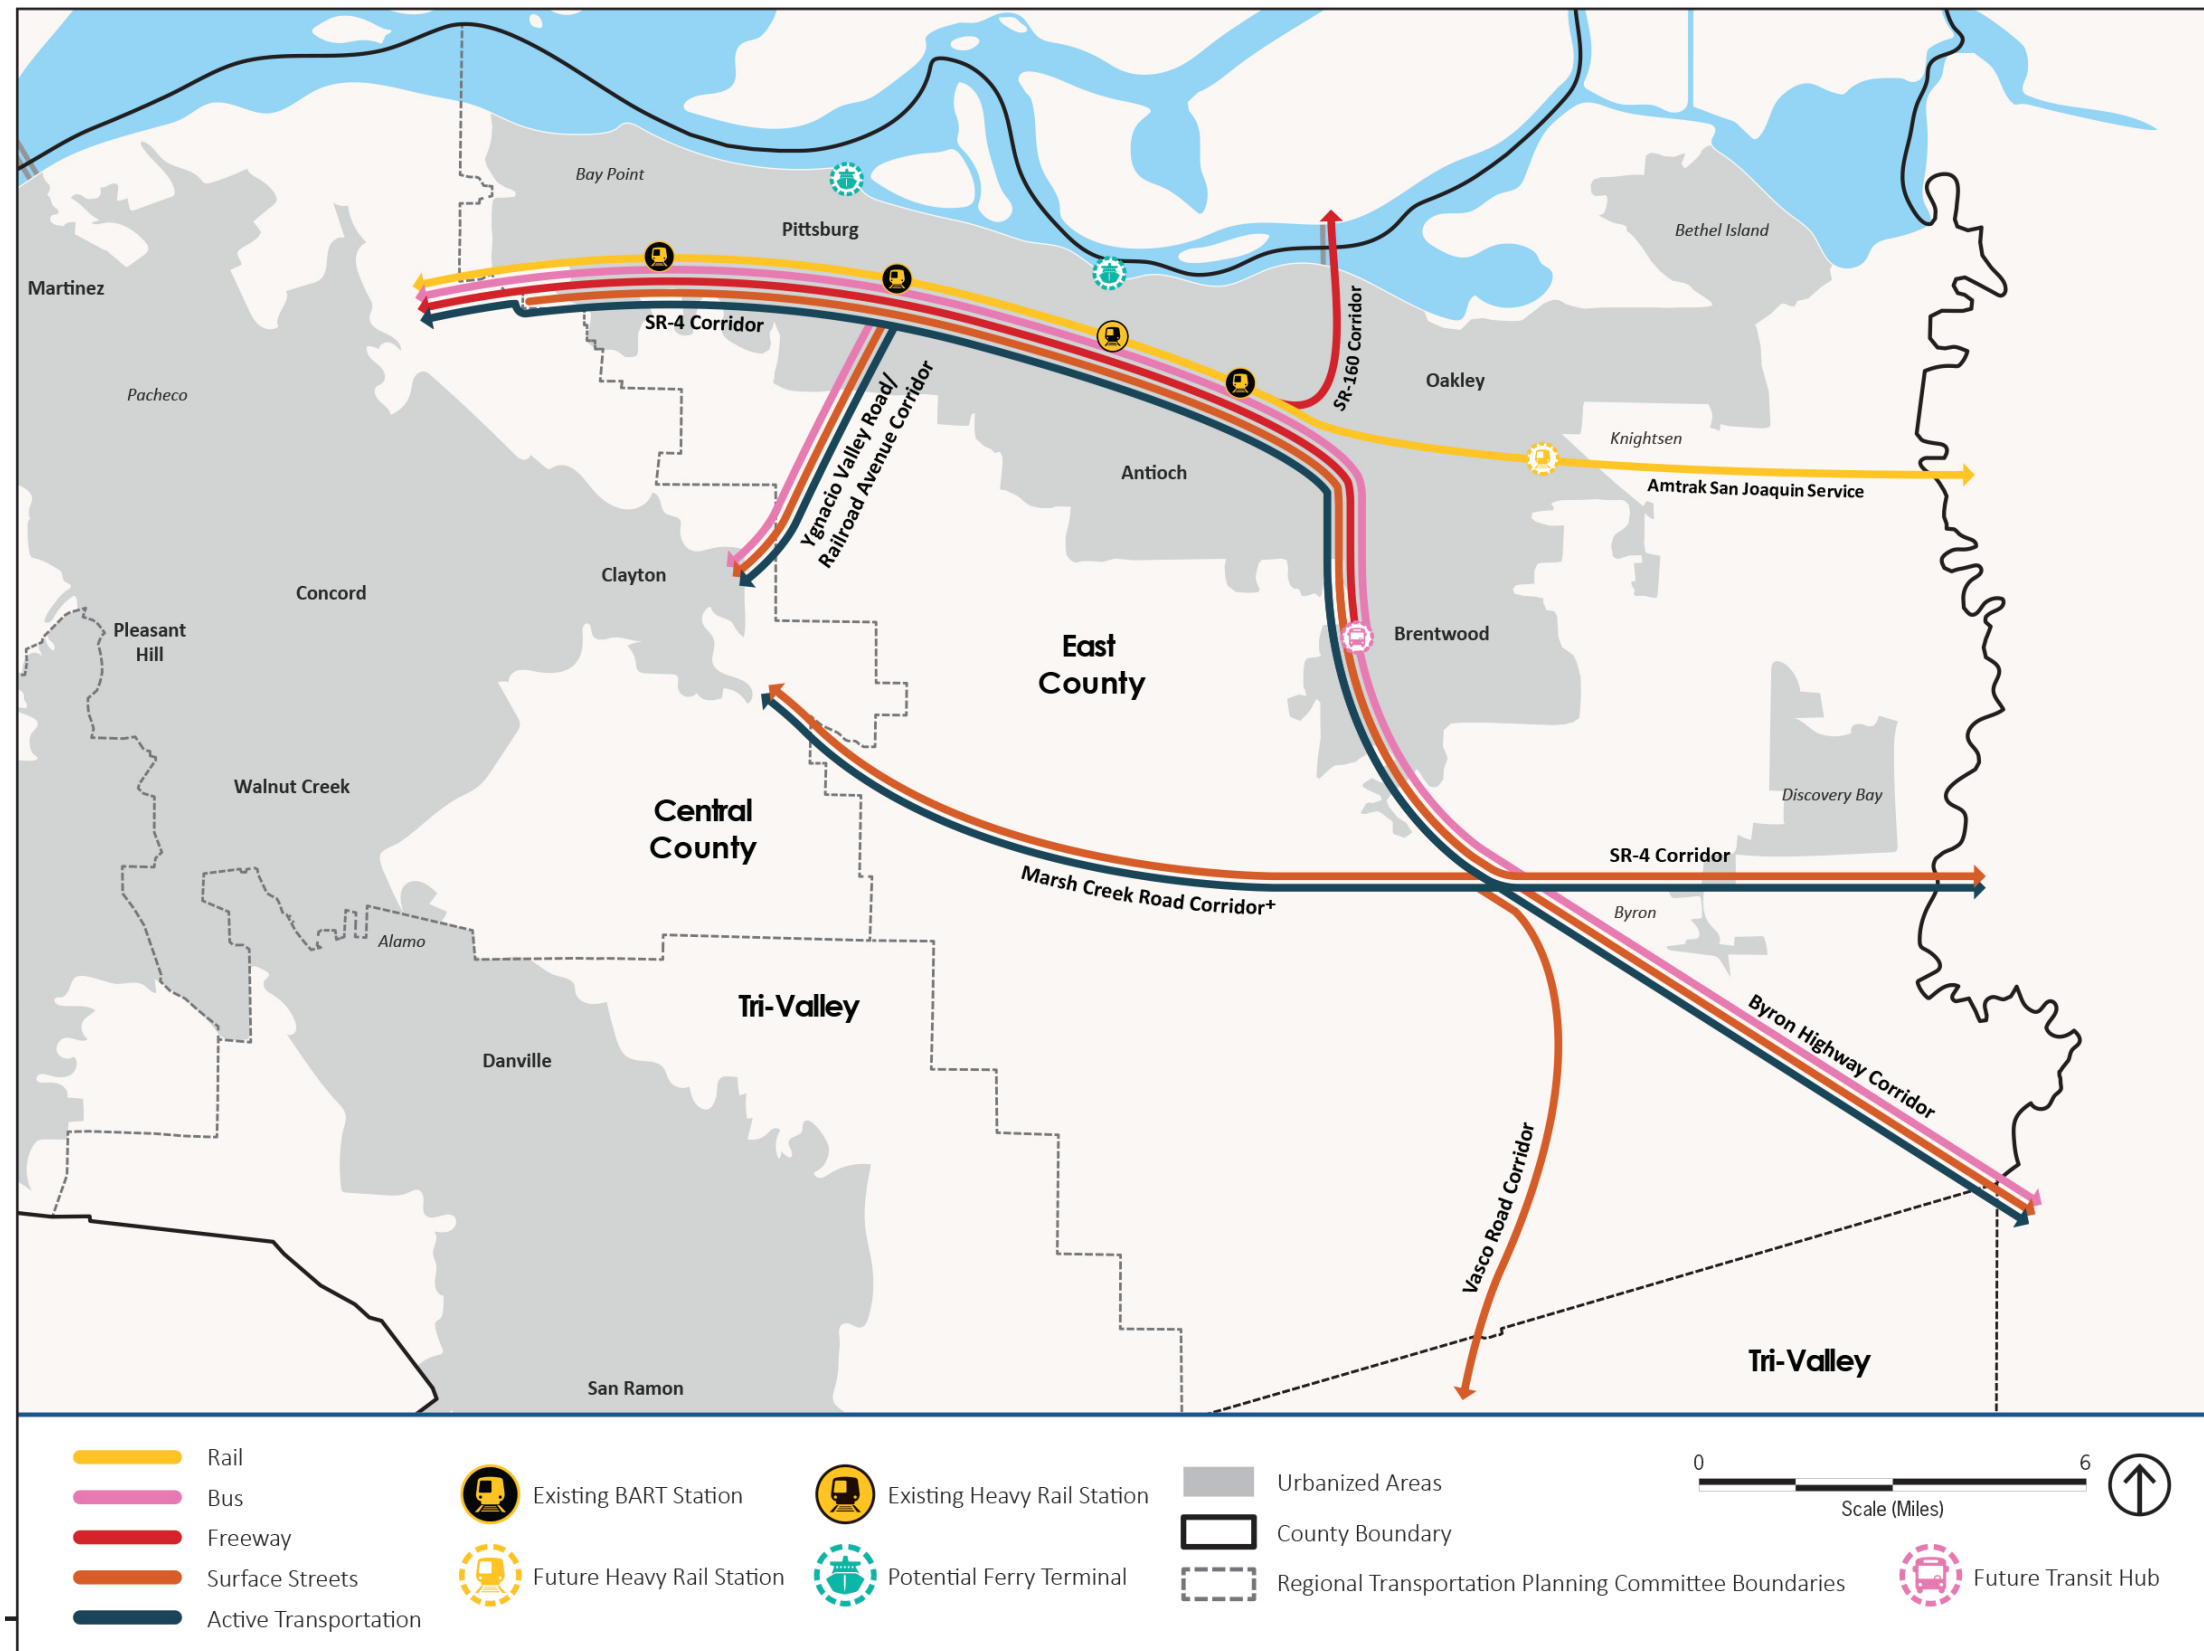 Bay Point
Pittsburg
Bethel Island
Martinez
SR-4 Corridor
SR-160 Corridor
Oakley
Pacheco
Ygnacio Valley Road/
Railroad Avenue Corridor
Knightsen
Antioch
Amtrak San Joaquin Service
Clayton
Concord
Pleasant
Hill
Brentwood
East
County
Walnut Creek
Central
County
Discovery Bay
SR-4 Corridor
Marsh Creek Road Corridor+
Byron
Alamo
Tri-Valley
Byron Highway Corridor
Danville
Vasco Road Corridor
Tri-Valley
San Ramon
Rail
Bus
Freeway
Surface Streets
Active Transportation
Existing BART Station
Future Heavy Rail Station
Existing Heavy Rail Station
Potential Ferry Terminal
Urbanized Areas
County Boundary
Regional Transportation Planning Committee Boundaries
0 6
Scale (Miles)
Future Transit Hub